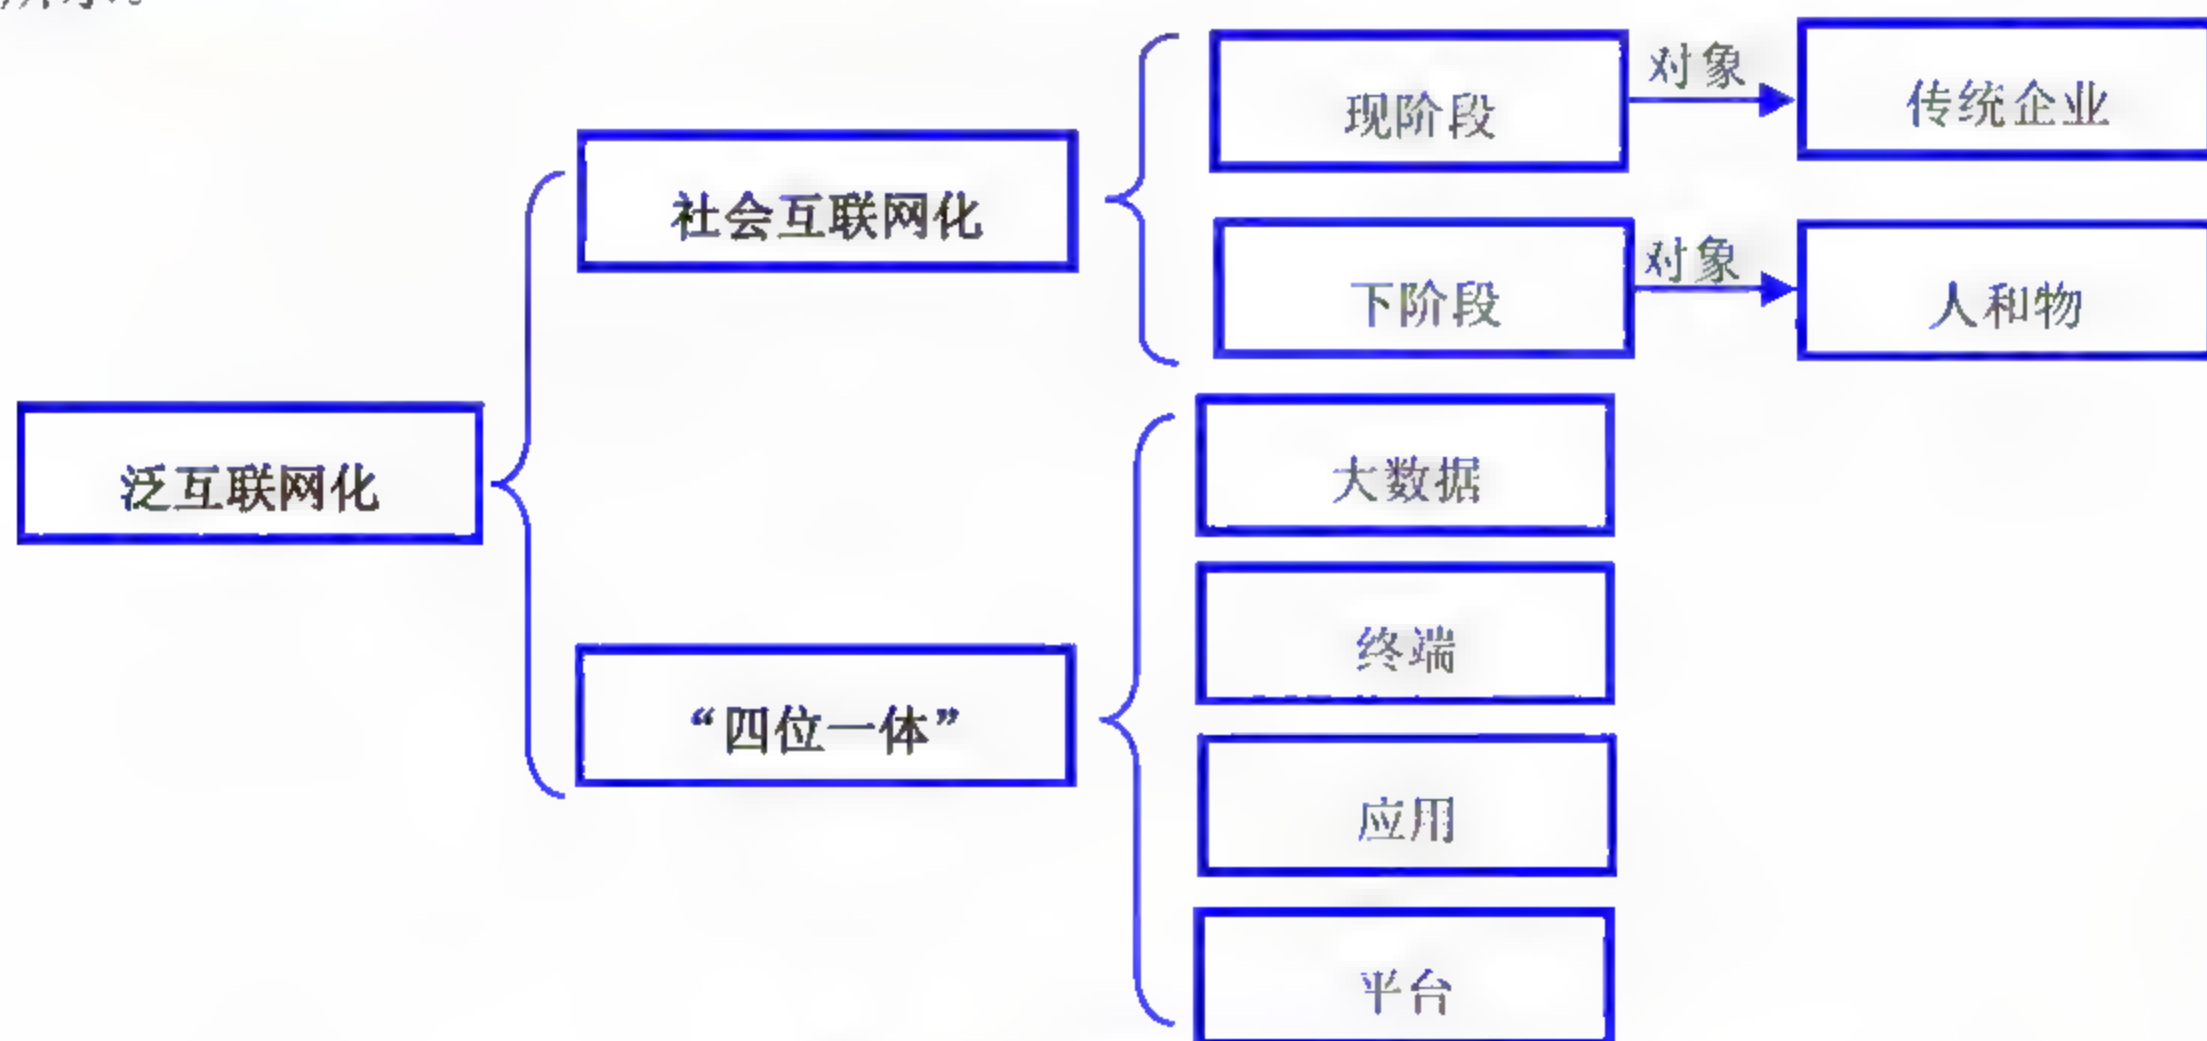 现阶段
对象
传统企业
社会互联网化
下阶段
对象
人和物
泛互联网化
大数据
终端
“四位一体”
应用
平台